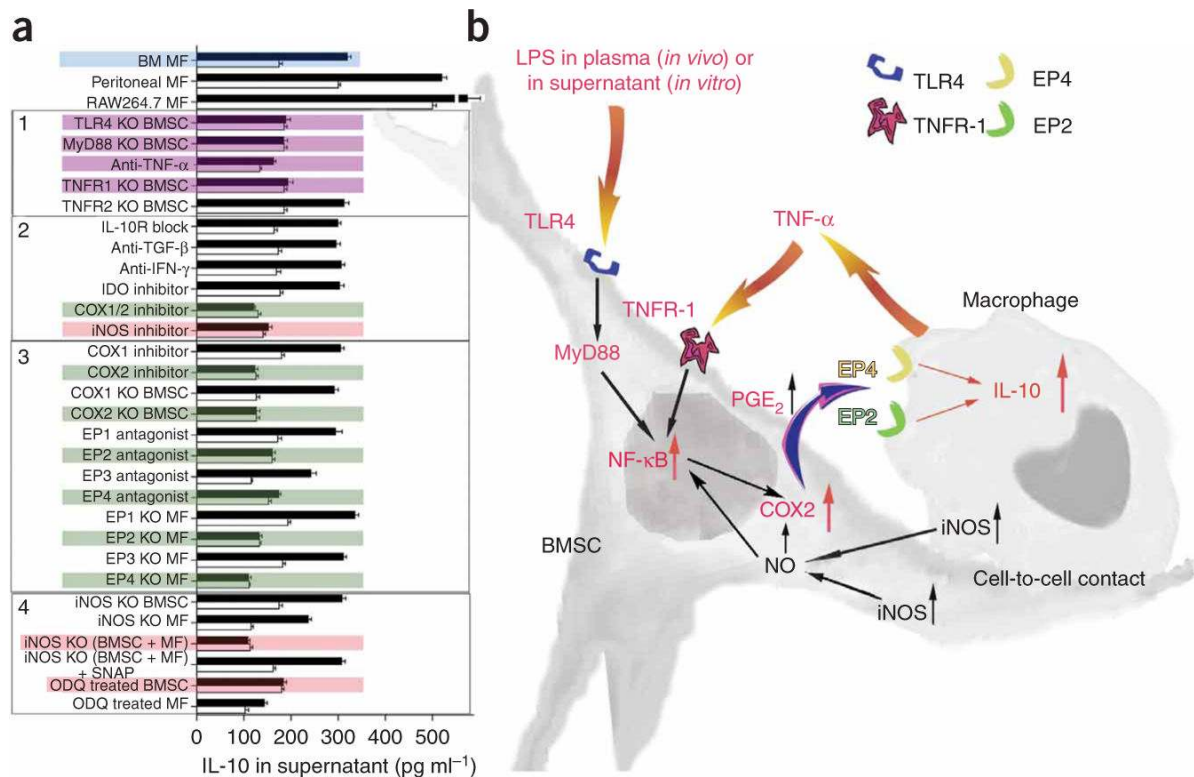 a
BM MF
Peritoneal MF
RAW264.7 MF
1
TLR4 KO BMSC
MyD88 KO BMSC
Anti-TNF-α
TNFR1 KO BMSC
TNFR2 KO BMSC
2
IL-10R block
Anti-TGF-β
Anti-IFN-γ
IDO inhibitor
COX1/2 inhibitor
iNOS inhibitor
3
COX1 inhibitor
COX2 inhibitor
COX1 KO BMSC
COX2 KO BMSC
EP1 antagonist
EP2 antagonist
EP3 antagonist
EP4 antagonist
EP1 KO MF
EP2 KO MF
EP3 KO MF
EP4 KO MF
4
iNOS KO BMSC
iNOS KO MF
iNOS KO (BMSC + MF)
iNOS KO (BMSC + MF)
+ SNAP
ODQ treated BMSC
ODQ treated MF
0 100 200 300 400 500
IL-10 in supernatant (pg ml⁻¹)
b
LPS in plasma (in vivo) or
in supernatant (in vitro)
TLR4
EP4
TNFR-1
EP2
TLR4
TNF-α
TNFR-1
Macrophage
MyD88
EP4
PGE₂
IL-10
EP2
NF-κB
COX2
BMSC
iNOS
NO
Cell-to-cell contact
iNOS